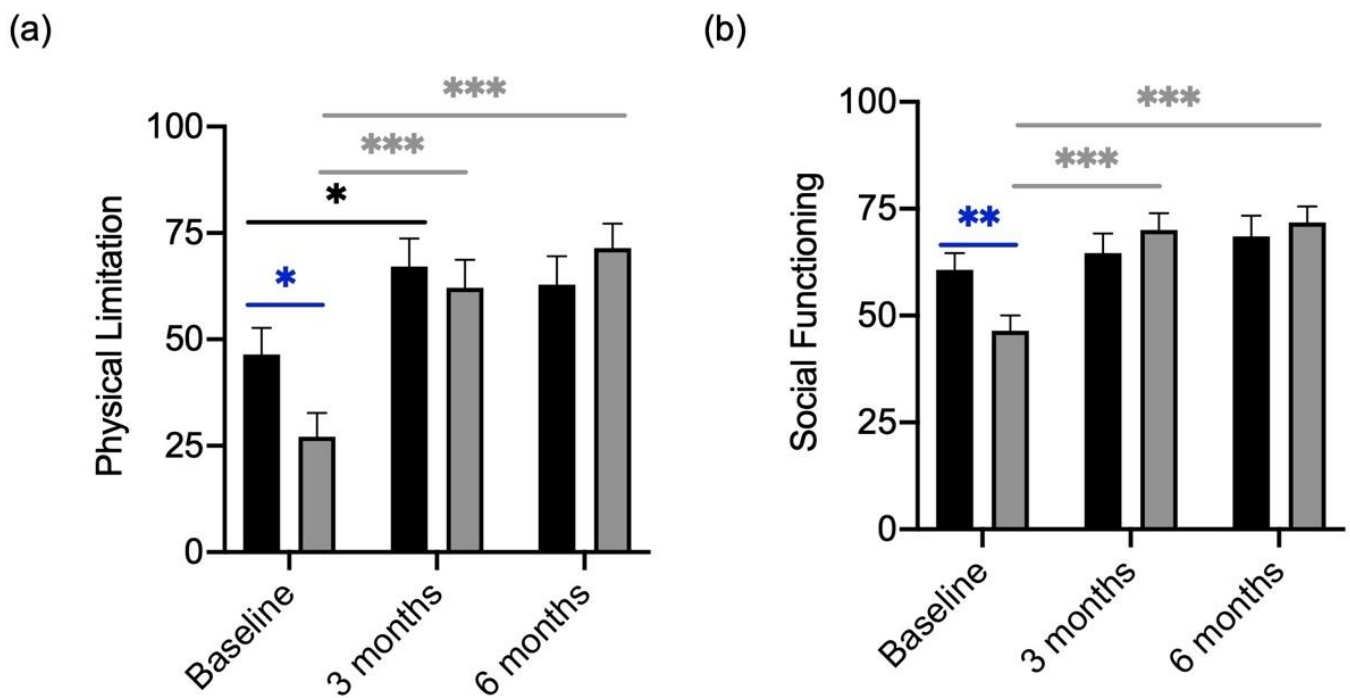 (a)
Physical Limitation
100
75
50
25
0
***
***
*
*
Baseline
3 months
6 months
(b)
Social Functioning
100
75
50
25
0
***
***
**
Baseline
3 months
6 months